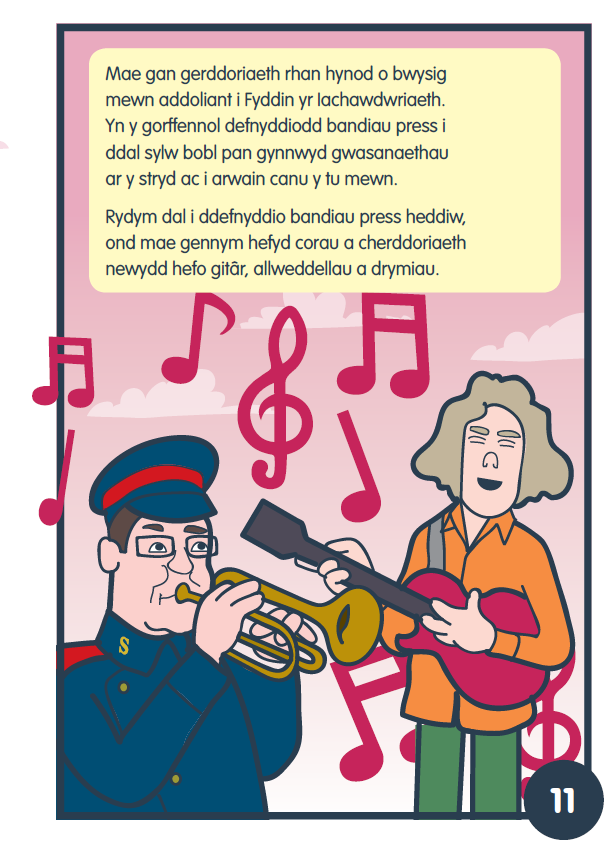 Mae gan gerddoriaeth rhan hynod o bwysig
mewn addoliant i Fyddin yr Iachawdwriaeth.
Yn y gorffennol defnyddiodd bandiau press i
ddal sylw bobl pan gynnwyd gwasanaethau
ar y stryd ac i arwain canu y tu mewn.
Rydym dal i ddefnyddio bandiau press heddiw,
ond mae gennym hefyd corau a cherddoriaeth
newydd hefo gitâr, allweddellau a drymiau.
S
11